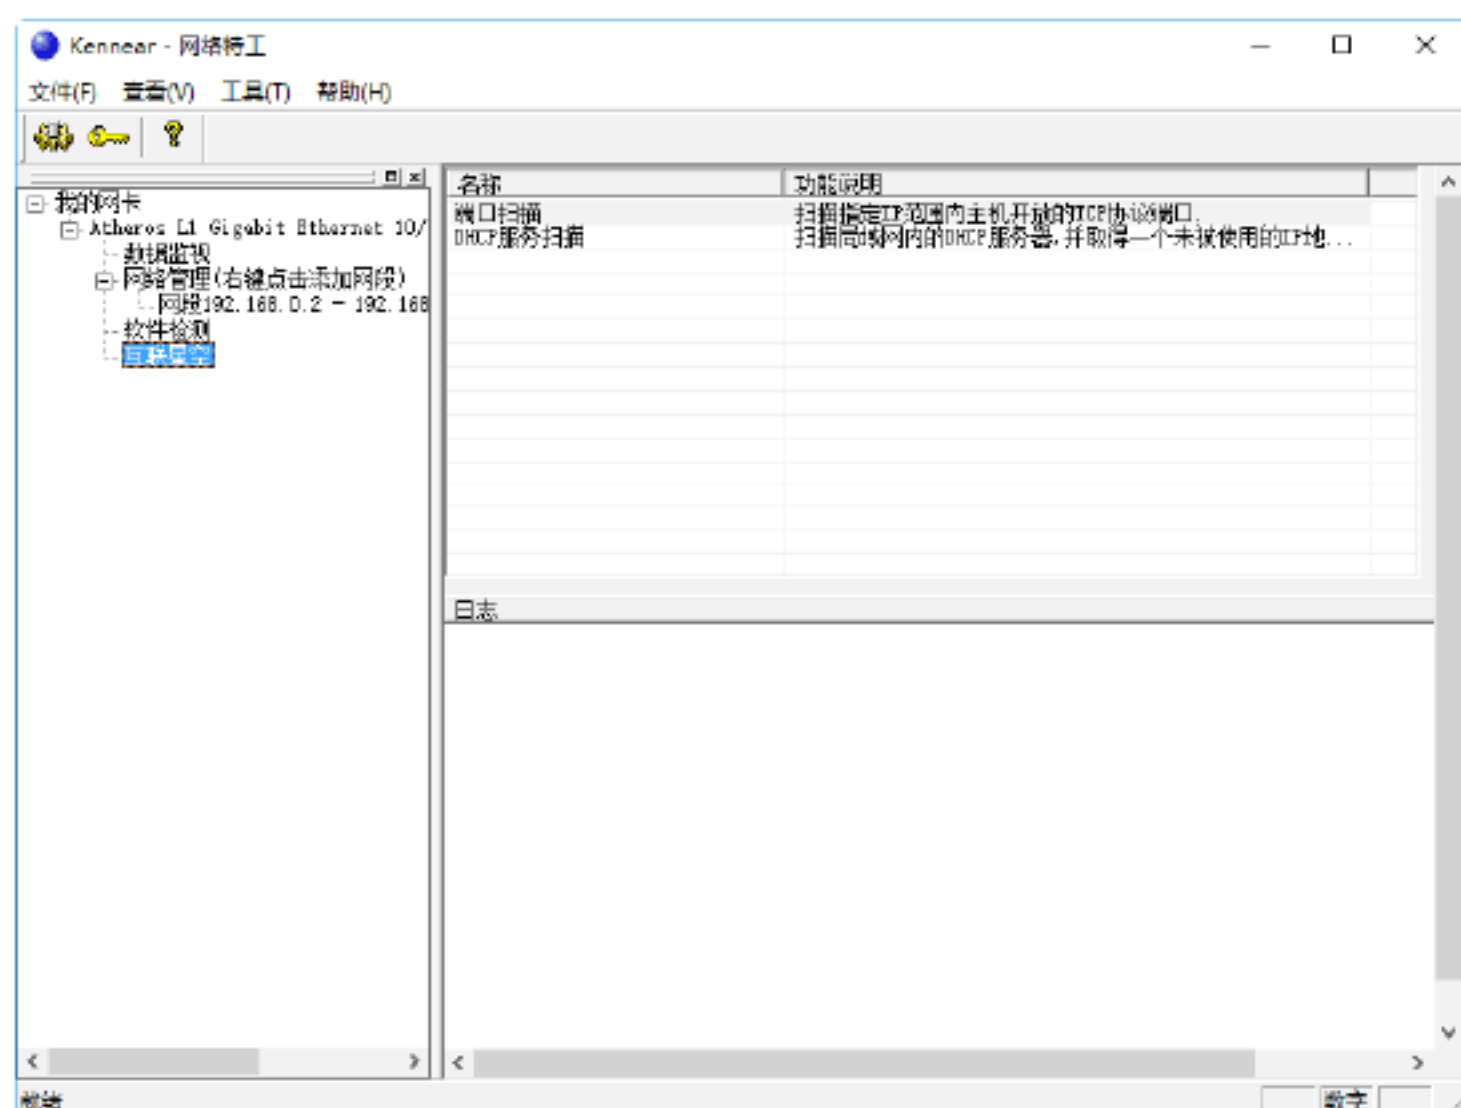 Kennear - 网络特工
文件(F) 查看(V) 工具(T) 帮助(H)
我的网卡
Atheros L1 Gigabit Ethernet 10/
数据监视
网络管理(右键点击添加网段)
网段192.168.0.2 - 192.168
软件检测
互联星空
名称 功能说明
端口扫描 扫描指定IP范围内主机开放的TCP协议端口.
DHCP服务扫描 扫描局域网内的DHCP服务器,并取得一个未被使用的IP地...
日志
就绪 数字